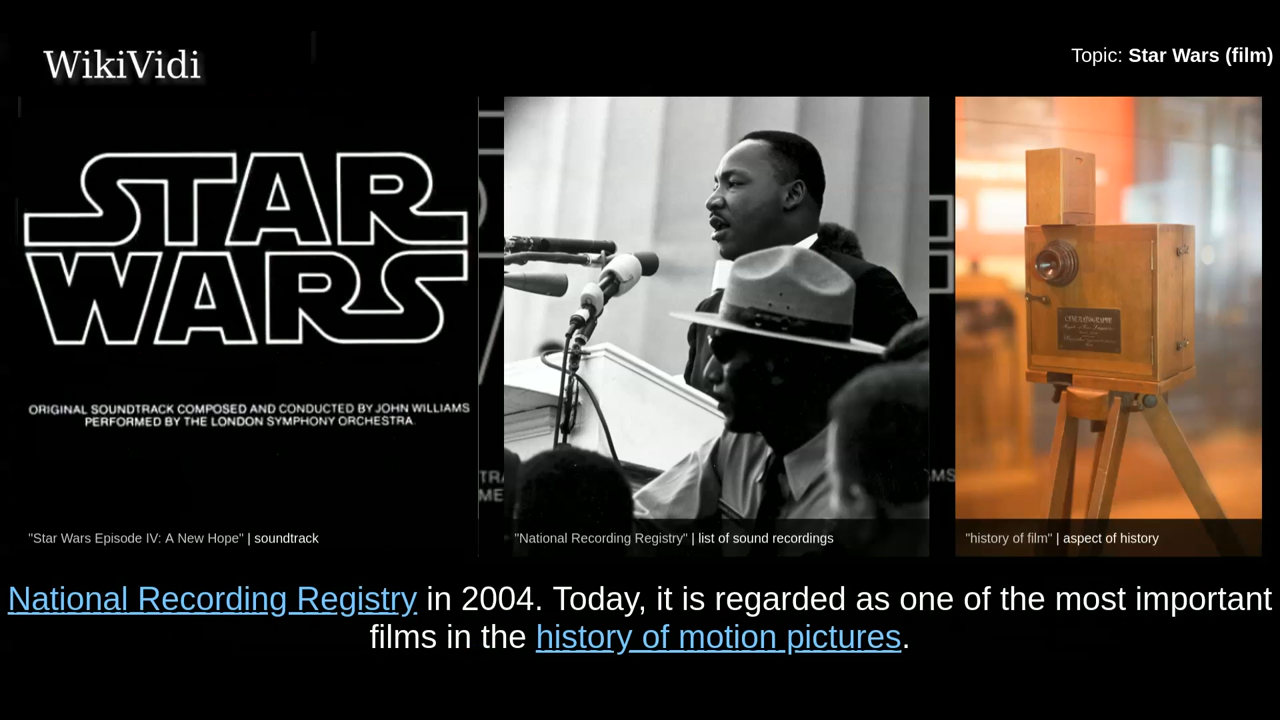 WikiVidi
Topic: Star Wars (film)
STAR
WARS
ORIGINAL SOUNDTRACK COMPOSED AND CONDUCTED BY JOHN WILLIAMS
PERFORMED BY THE LONDON SYMPHONY ORCHESTRA
"Star Wars Episode IV: A New Hope" | soundtrack
"National Recording Registry" | list of sound recordings
"history of film" | aspect of history
National Recording Registry in 2004. Today, it is regarded as one of the most important
films in the history of motion pictures.